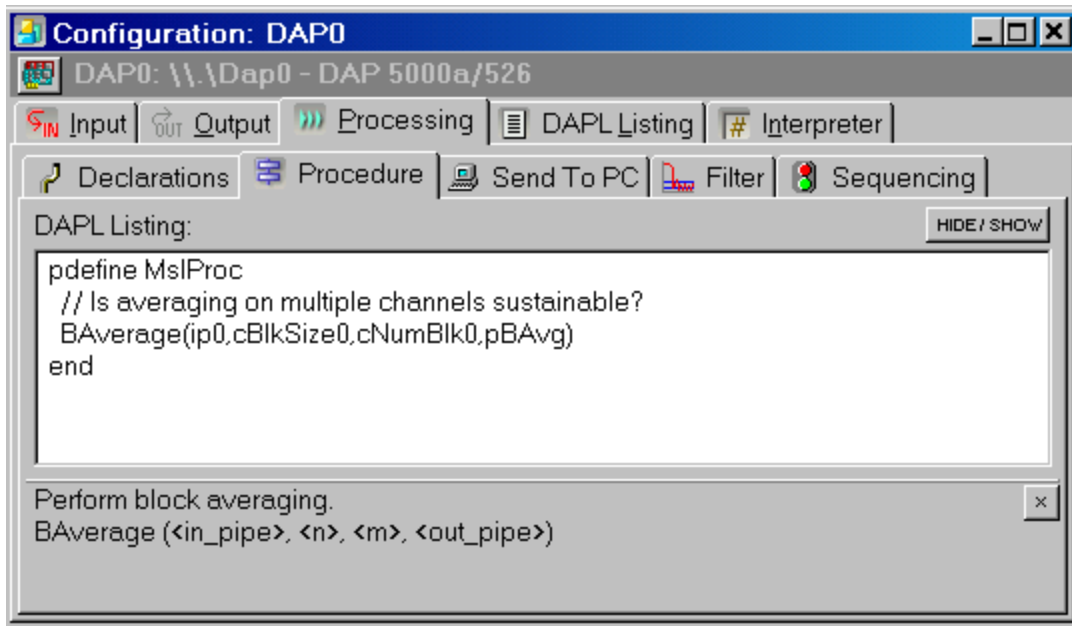 Configuration: DAP0
DAP0: \\.\Dap0 - DAP 5000a/526
IN Input OUT Output Processing DAPL Listing # Interpreter
Declarations Procedure Send To PC Filter Sequencing
DAPL Listing:
HIDE / SHOW
pdefine MslProc
// Is averaging on multiple channels sustainable?
BAverage(ip0,cBlkSize0,cNumBlk0,pBAvg)
end
Perform block averaging.
BAverage (<in_pipe>, <n>, <m>, <out_pipe>)